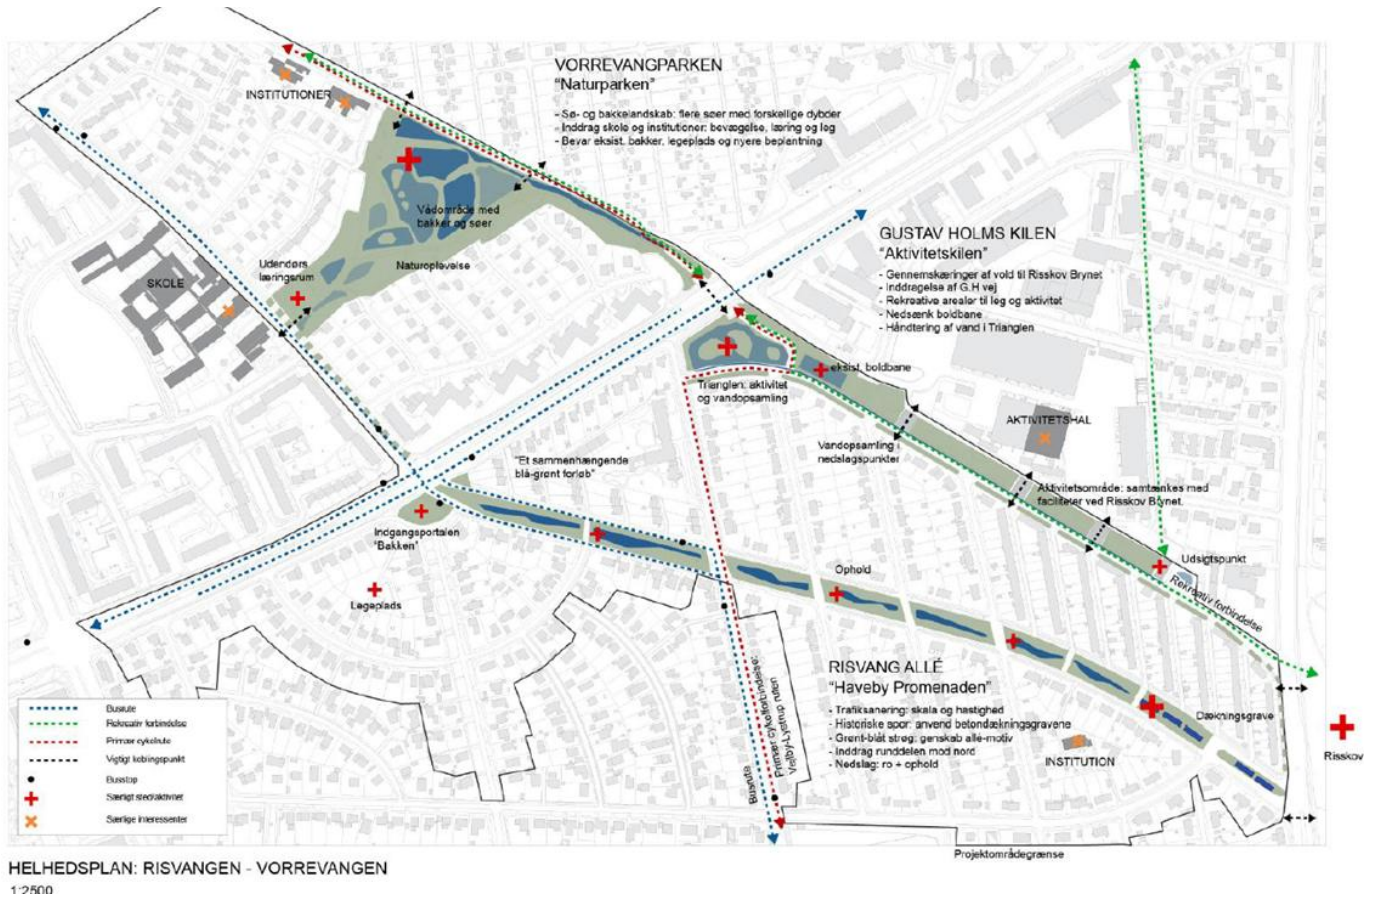 INSTITUTIONER
VORREVANGPARKEN
"Naturparken"
- Sø- og bakkelandskab: flere søer med forskellige dybder
- Inddrag skole og institutioner: bevægelse, læring og leg
- Bevar eksist. bakker, legeplads og nyere beplantning
Vådområde med
bakker og søer
GUSTAV HOLMS KILEN
"Aktivitetskilen"
- Gennemskæringer af vold til Risskov Brynet
- Inddragelse af G.H vej
- Rekreative arealer til leg og aktivitet
- Nedsænk boldbane
- Håndtering af vand i Trianglen
Udendørs
læringsrum
Naturoplevelse
SKOLE
eksist. boldbane
Trianglen: aktivitet
og vandopsamling
AKTIVITETSHAL
Vandopsamling i
nedslagspunkter
"Et sammenhængende
blå-grønt forløb"
Aktivitetsområde: samtænkes med
faciliteter ved Risskov Brynet.
Indgangsportalen
"Bakken"
Udsigtspunkt
Ophold
Rekreativ forbindelse
Legeplads
RISVANG ALLÉ
"Haveby Promenaden"
- Trafiksanering: skala og hastighed
- Historiske spor: anvend betondækningsgravene
- Grønt-blåt strøg: genskab allé-motiv
- Inddrag runddelen mod nord
- Nedslag: ro + ophold
Dækningsgrave
Busrute
Primær cykelforbindelse:
Vejlby-Lystrup ruten
INSTITUTION
Risskov
Busrute
Rekreativ forbindelse
Primær cykelrute
Vigtigt koblingspunkt
Busstop
Særligt sted/aktivitet
Særlige interessenter
Projektområdegrænse
HELHEDSPLAN: RISVANGEN - VORREVANGEN
1:2500